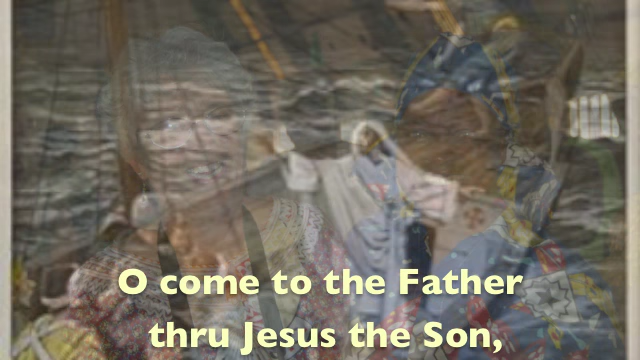 O come to the Father
thru Jesus the Son,